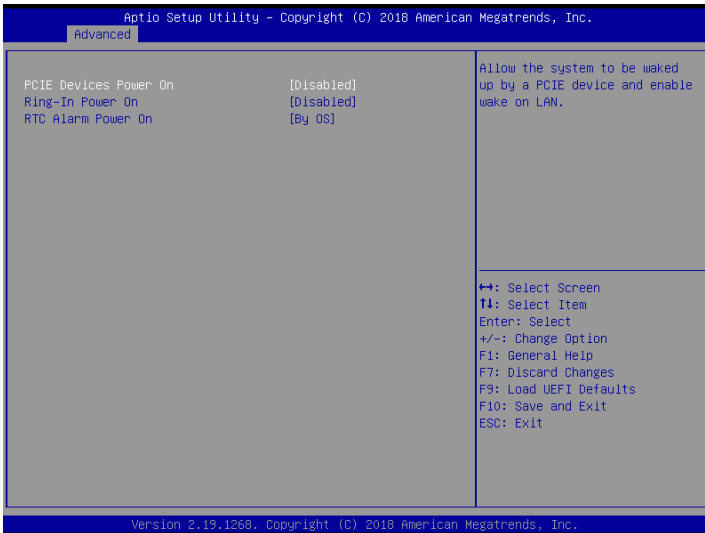 Aptio Setup Utility – Copyright (C) 2018 American Megatrends, Inc.
Advanced
PCIE Devices Power On [Disabled]
Ring-In Power On [Disabled]
RTC Alarm Power On [By OS]
Allow the system to be waked
up by a PCIE device and enable
wake on LAN.
↔: Select Screen
↑↓: Select Item
Enter: Select
+/-: Change Option
F1: General Help
F7: Discard Changes
F9: Load UEFI Defaults
F10: Save and Exit
ESC: Exit
Version 2.19.1268. Copyright (C) 2018 American Megatrends, Inc.